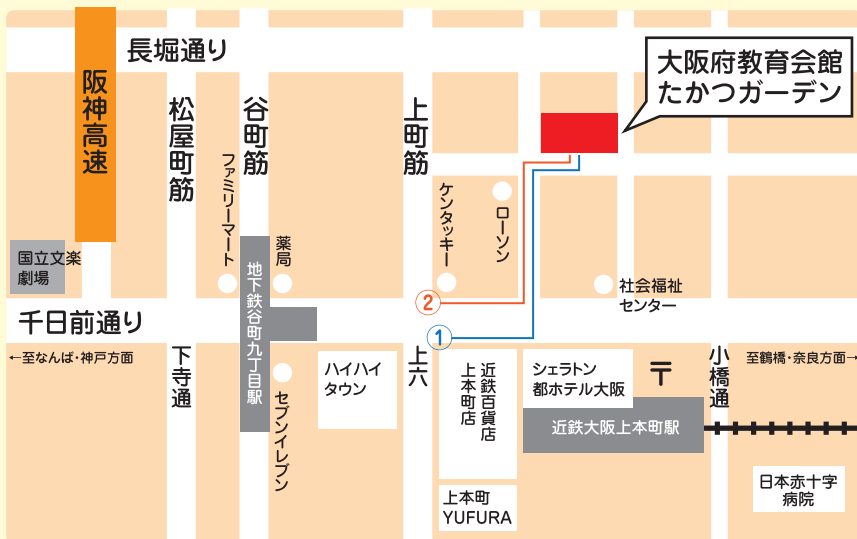 長堀通り
大阪府教育会館
たかつガーデン
阪神高速
松屋町筋
谷町筋
上町筋
ファミリーマート
薬局
ケンタッキー
ローソン
国立文楽
劇場
地下鉄谷町九丁目駅
社会福祉
センター
②
①
千日前通り
←至なんば・神戸方面
下寺通
セブンイレブン
ハイハイ
タウン
上六
近鉄百貨店
上本町店
シェラトン
都ホテル大阪
〒
小橋通
至鶴橋・奈良方面→
近鉄大阪上本町駅
上本町
YUFURA
日本赤十字
病院